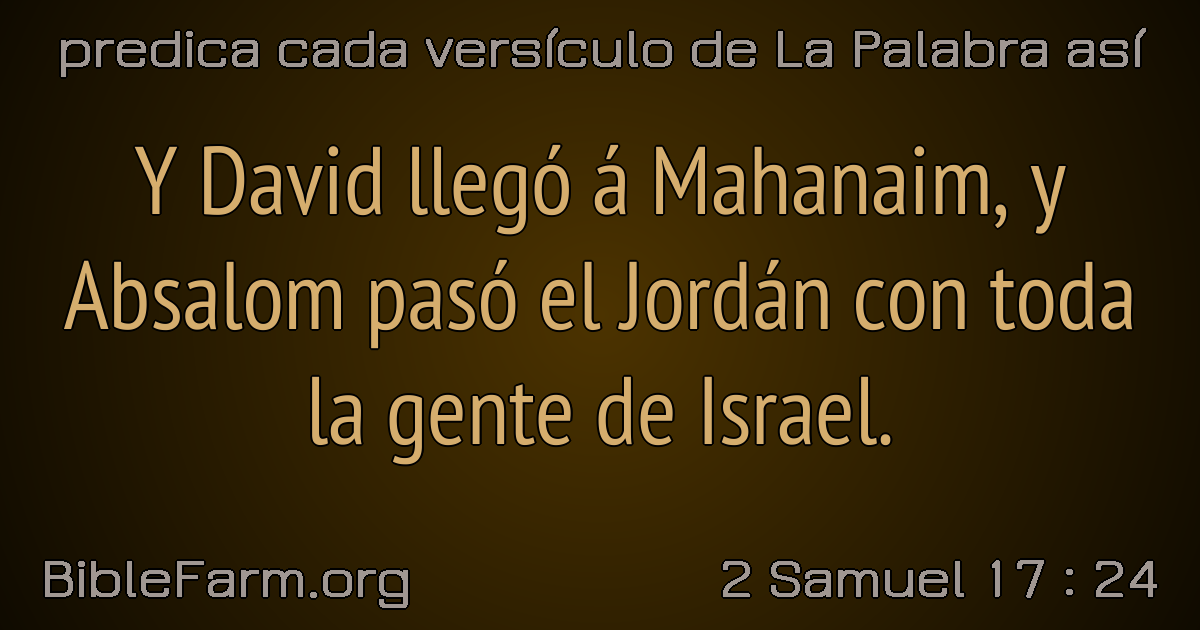 predica cada versículo de La Palabra así
Y David llegó á Mahanaim, y
Absalom pasó el Jordán con toda
la gente de Israel.
BibleFarm.org
2 Samuel 17 : 24